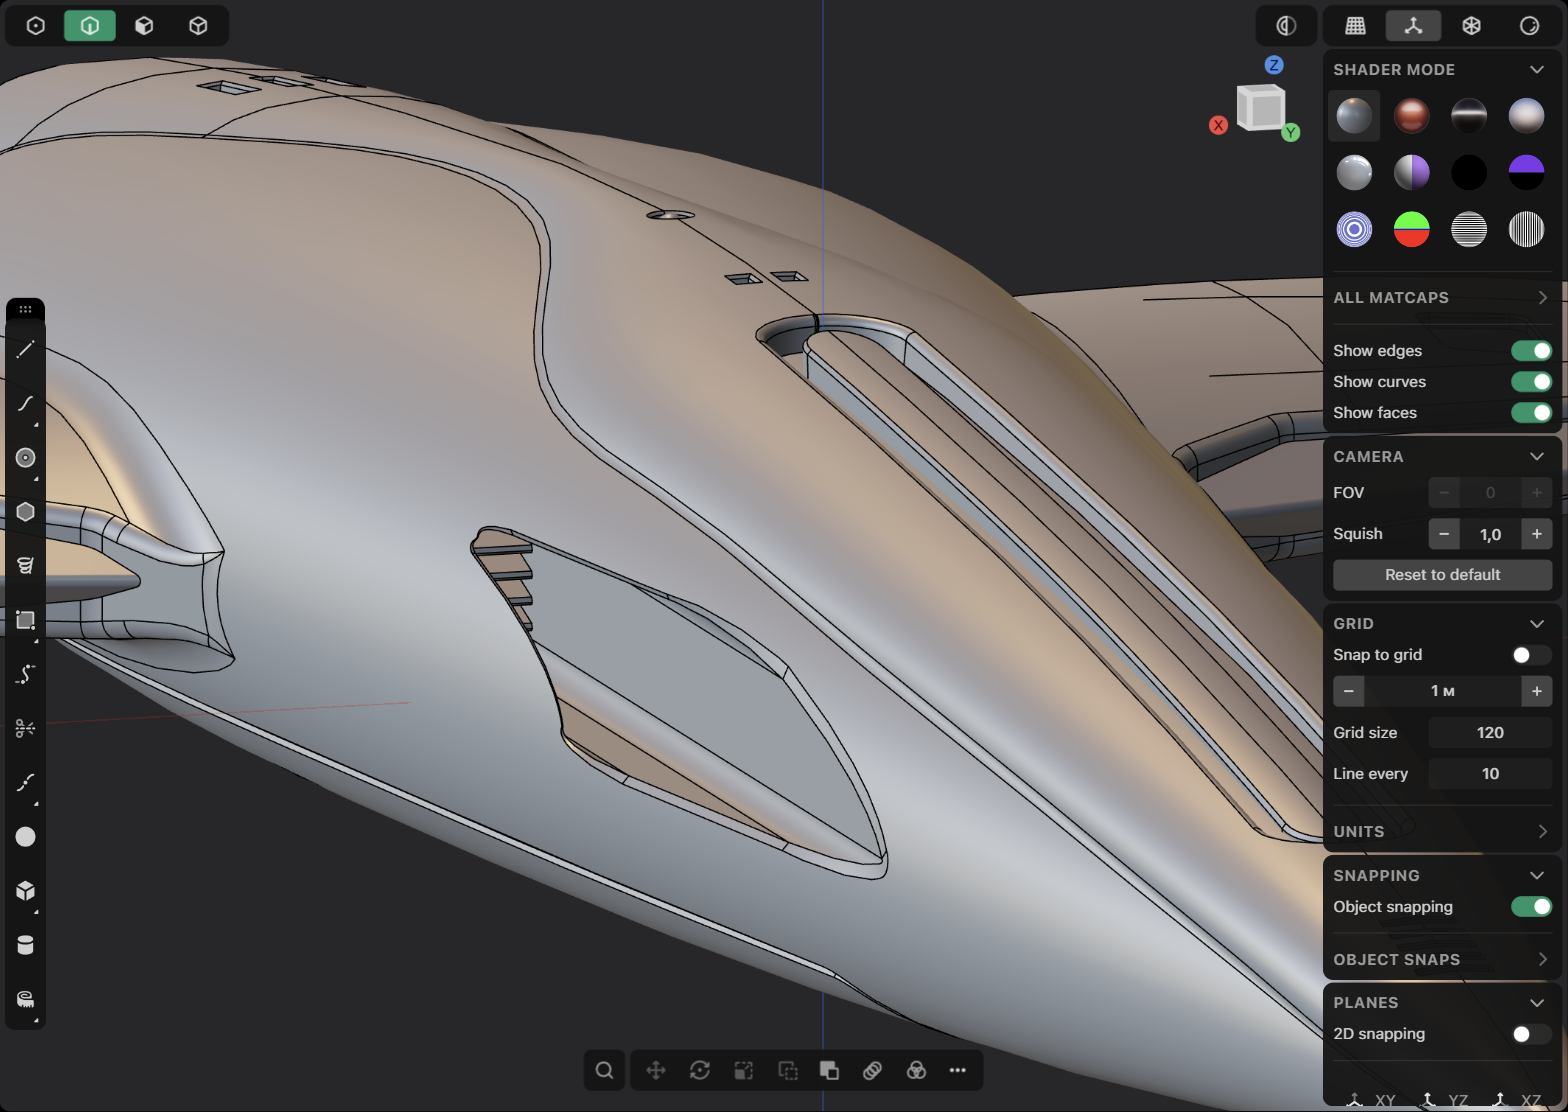 Z
X
Y
SHADER MODE
ALL MATCAPS
Show edges
Show curves
Show faces
CAMERA
FOV − 0 +
Squish − 1,0 +
Reset to default
GRID
Snap to grid
− 1 м +
Grid size 120
Line every 10
UNITS
SNAPPING
Object snapping
OBJECT SNAPS
PLANES
2D snapping
XY YZ XZ